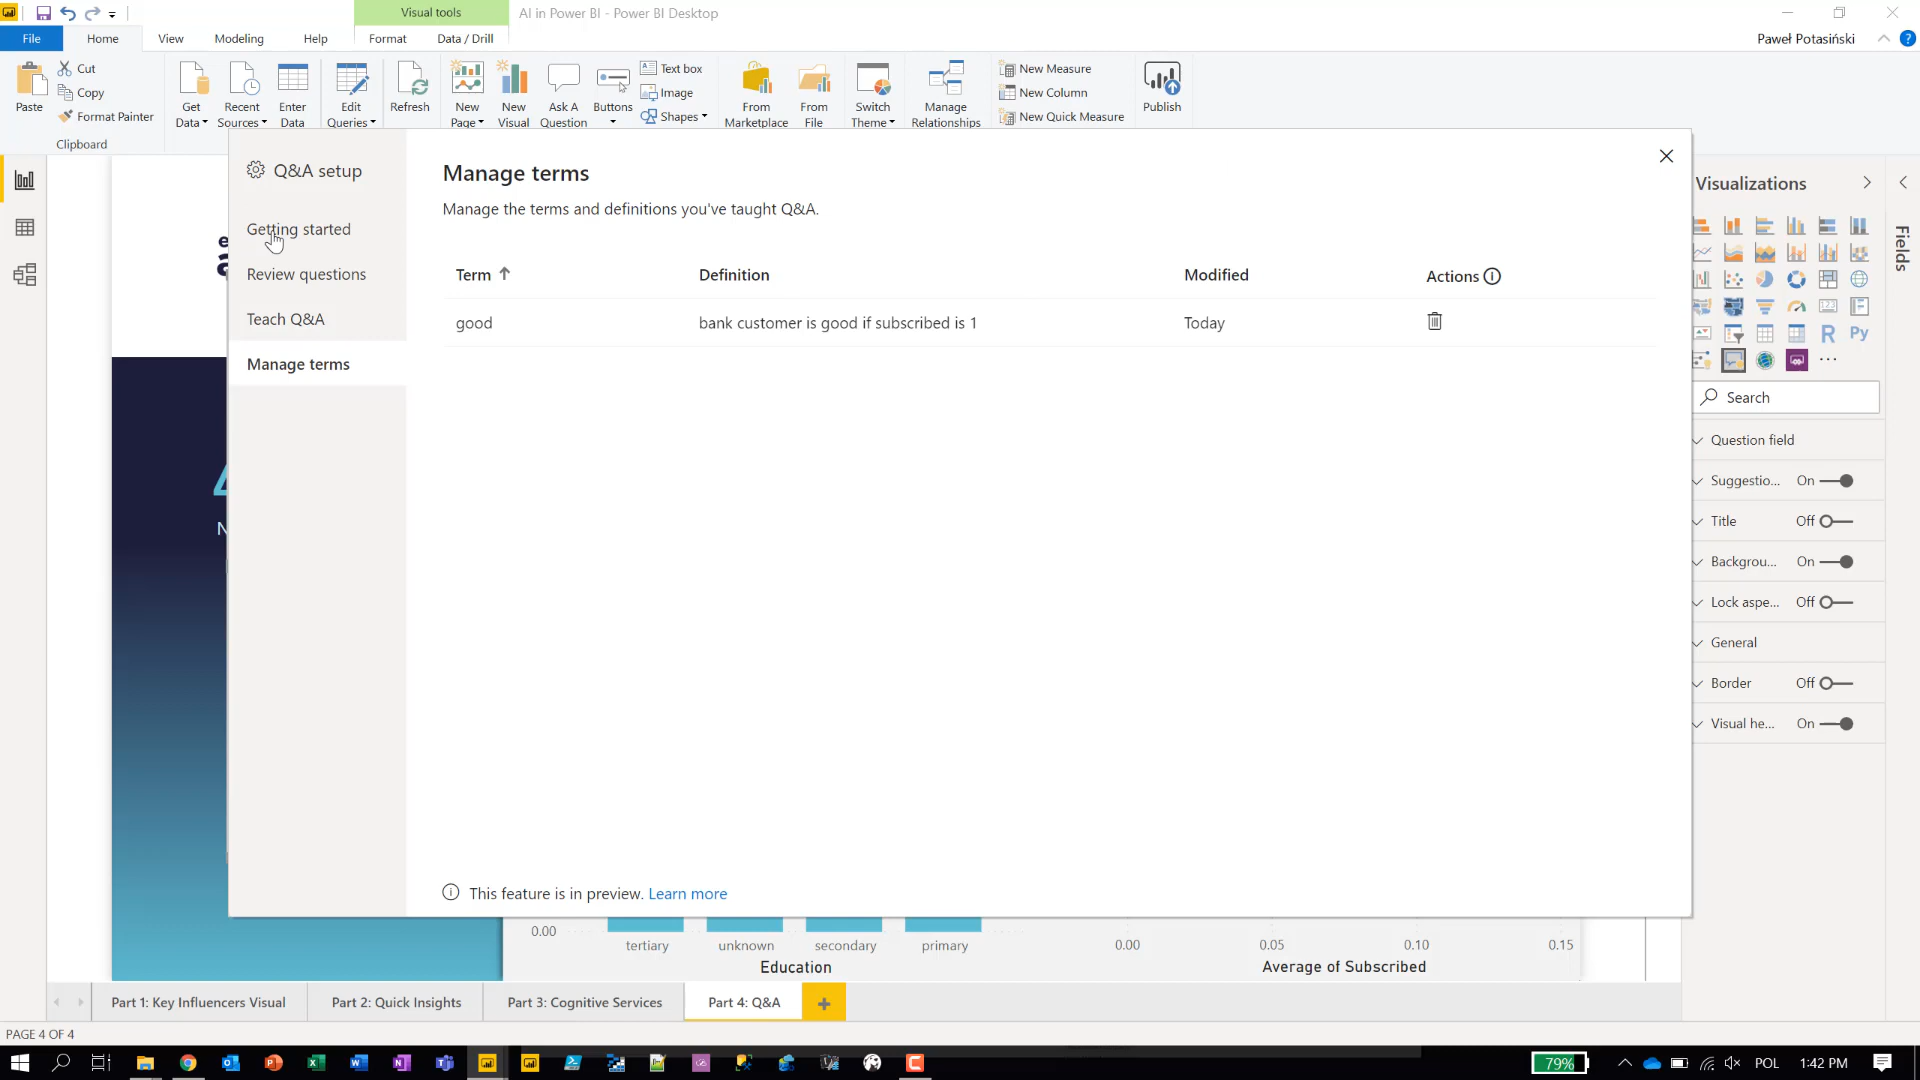 Visual tools
AI in Power BI - Power BI Desktop
File
Home
View
Modeling
Help
Format
Data / Drill
Paweł Potasiński
Paste
Cut
Copy
Format Painter
Clipboard
Get Data
Recent Sources
Enter Data
Edit Queries
Refresh
New Page
New Visual
Ask A Question
Buttons
Text box
Image
Shapes
From Marketplace
From File
Switch Theme
Manage Relationships
New Measure
New Column
New Quick Measure
Publish
Q&A setup
Getting started
Review questions
Teach Q&A
Manage terms
Manage terms
Manage the terms and definitions you've taught Q&A.
Term
Definition
Modified
Actions
good
bank customer is good if subscribed is 1
Today
This feature is in preview. Learn more
Visualizations
Fields
R
Py
Search
Question field
Suggestio... On
Title Off
Backgrou... On
Lock aspe... Off
General
Border Off
Visual he... On
0.00
tertiary
unknown
secondary
primary
Education
0.00
0.05
0.10
0.15
Average of Subscribed
Part 1: Key Influencers Visual
Part 2: Quick Insights
Part 3: Cognitive Services
Part 4: Q&A
PAGE 4 OF 4
79%
POL
1:42 PM